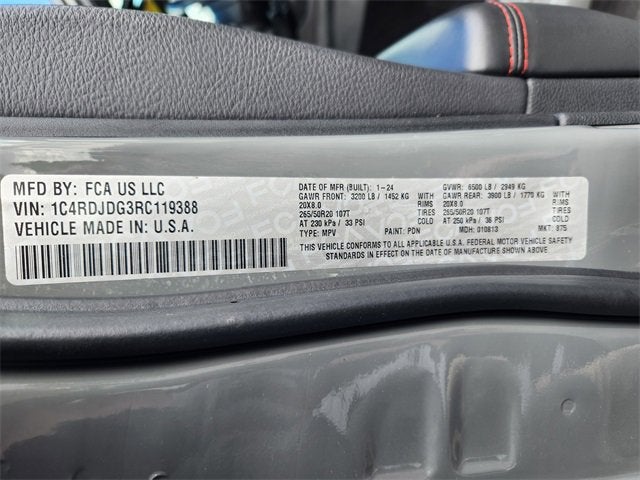 MFD BY: FCA US LLC
VIN: 1C4RDJDG3RC119388
VEHICLE MADE IN: U.S.A.
DATE OF MFR (BUILT): 1-24 GVWR: 6500 LB / 2949 KG
GAWR FRONT: 3200 LB / 1452 KG WITH GAWR REAR: 3900 LB / 1770 KG WITH
20X8.0 RIMS 20X8.0 RIMS
265/50R20 107T TIRES 265/50R20 107T TIRES
AT 230 kPa / 33 PSI COLD AT 250 kPa / 36 PSI COLD
TYPE: MPV PAINT: PDN MDH: 010813 MKT: 875
THIS VEHICLE CONFORMS TO ALL APPLICABLE U.S.A. FEDERAL MOTOR VEHICLE SAFETY
STANDARDS IN EFFECT ON THE DATE OF MANUFACTURE SHOWN ABOVE.